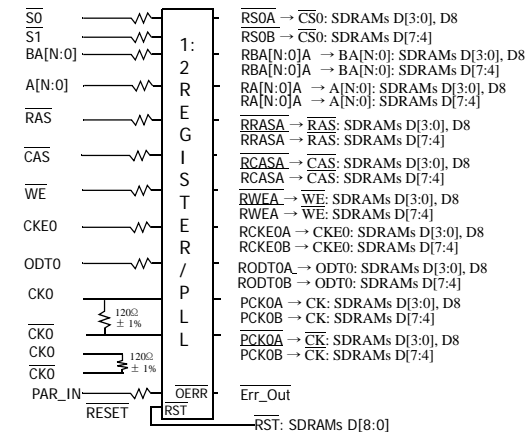 S0
S1
BA[N:0]
A[N:0]
RAS
CAS
WE
CKE0
ODT0
CK0
120Ω
± 1%
CK0
CK0
120Ω
± 1%
CK0
PAR_IN
RESET
1:
2
R
E
G
I
S
T
E
R
/
P
L
L
OERR
RST
RS0A → CS0: SDRAMs D[3:0], D8
RS0B → CS0: SDRAMs D[7:4]
RBA[N:0]A → BA[N:0]: SDRAMs D[3:0], D8
RBA[N:0]A → BA[N:0]: SDRAMs D[7:4]
RA[N:0]A → A[N:0]: SDRAMs D[3:0], D8
RA[N:0]A → A[N:0]: SDRAMs D[7:4]
RRASA → RAS: SDRAMs D[3:0], D8
RRASA → RAS: SDRAMs D[7:4]
RCASA → CAS: SDRAMs D[3:0], D8
RCASA → CAS: SDRAMs D[7:4]
RWEA → WE: SDRAMs D[3:0], D8
RWEA → WE: SDRAMs D[7:4]
RCKE0A → CKE0: SDRAMs D[3:0], D8
RCKE0B → CKE0: SDRAMs D[7:4]
RODT0A → ODT0: SDRAMs D[3:0], D8
RODT0B → ODT0: SDRAMs D[7:4]
PCK0A → CK: SDRAMs D[3:0], D8
PCK0B → CK: SDRAMs D[7:4]
PCK0A → CK: SDRAMs D[3:0], D8
PCK0B → CK: SDRAMs D[7:4]
Err_Out
RST: SDRAMs D[8:0]